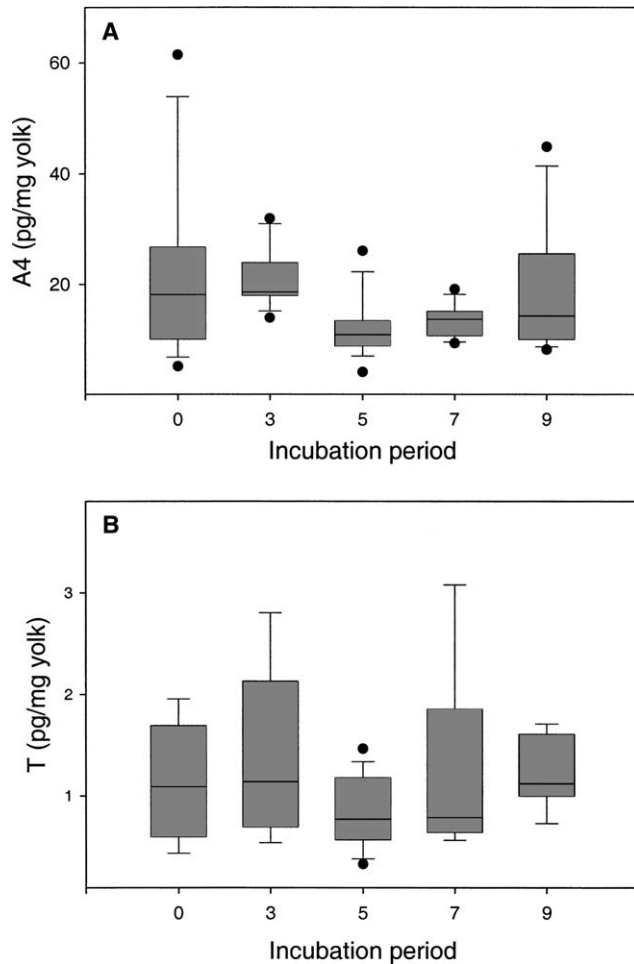 A
A4 (pg/mg yolk)
60
40
20
0 3 5 7 9
Incubation period
B
T (pg/mg yolk)
3
2
1
0 3 5 7 9
Incubation period